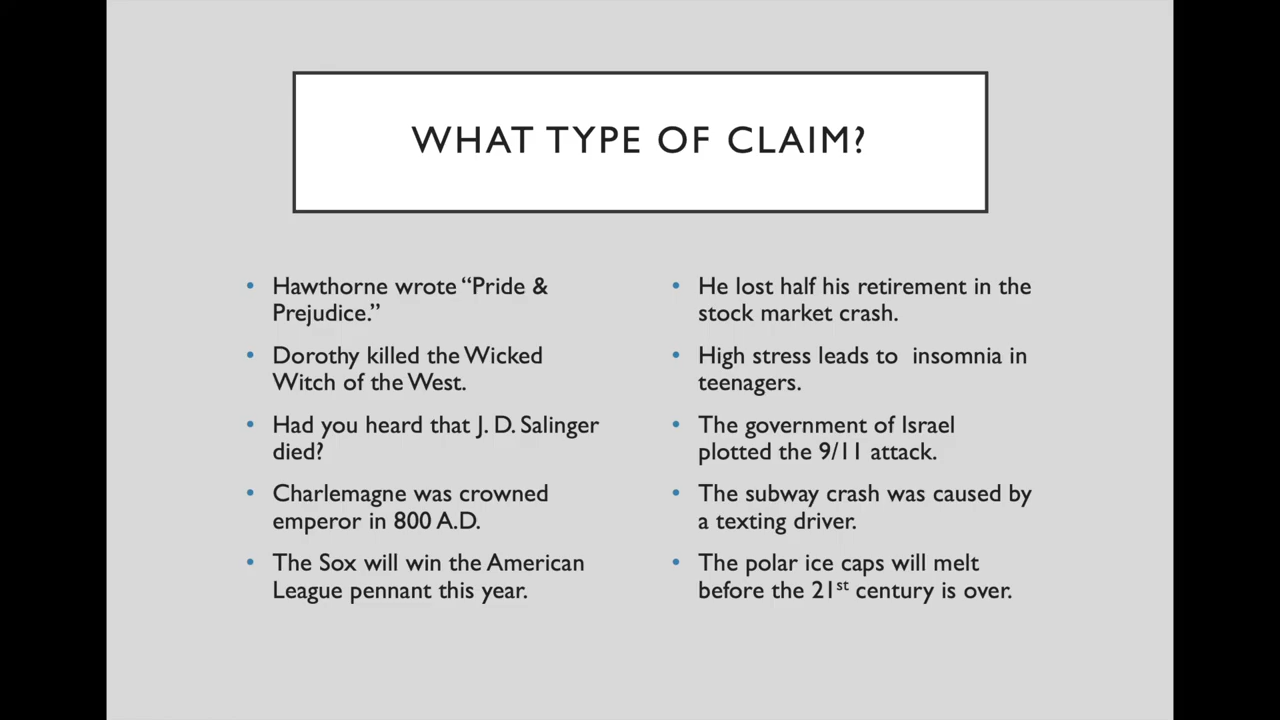 WHAT TYPE OF CLAIM?
• Hawthorne wrote “Pride &
Prejudice.”
• Dorothy killed the Wicked
Witch of the West.
• Had you heard that J. D. Salinger
died?
• Charlemagne was crowned
emperor in 800 A.D.
• The Sox will win the American
League pennant this year.
• He lost half his retirement in the
stock market crash.
• High stress leads to  insomnia in
teenagers.
• The government of Israel
plotted the 9/11 attack.
• The subway crash was caused by
a texting driver.
• The polar ice caps will melt
before the 21st century is over.